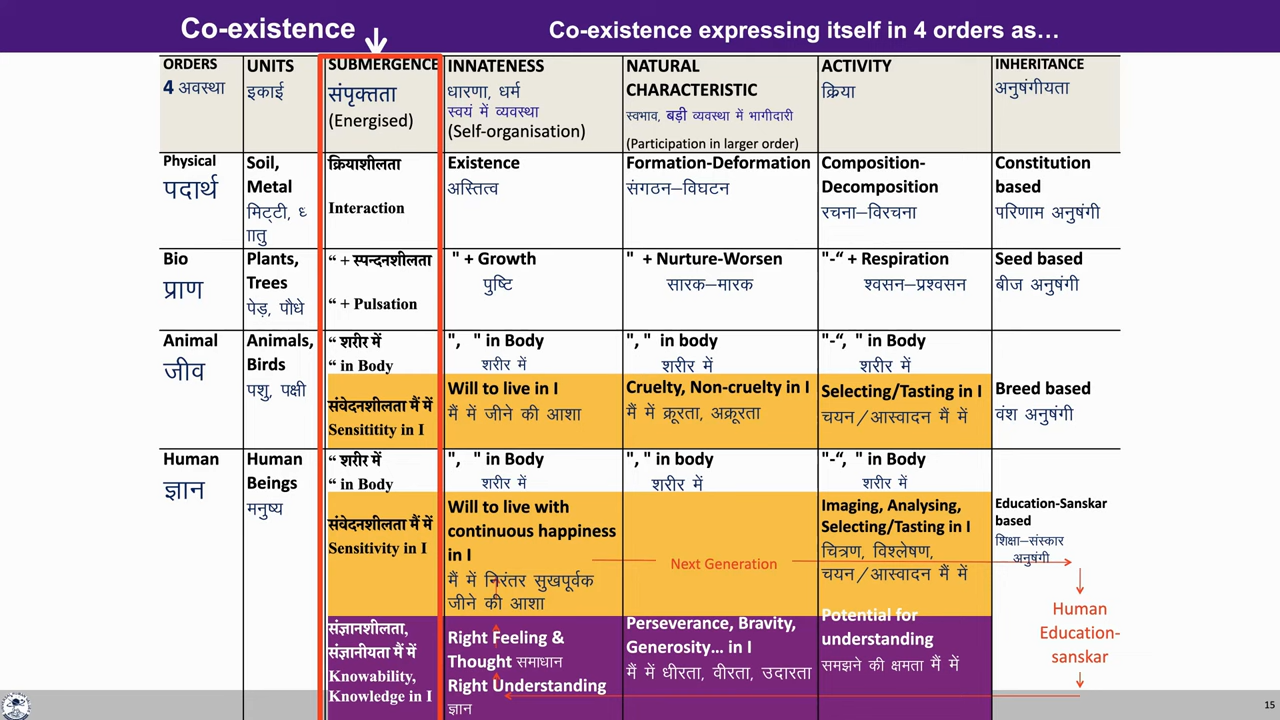 Co-existence
Co-existence expressing itself in 4 orders as…
ORDERS
4 अवस्था
UNITS
इकाई
SUBMERGENCE
संपृक्तता
(Energised)
INNATENESS
धारणा, धर्म
स्वयं में व्यवस्था
(Self-organisation)
NATURAL
CHARACTERISTIC
स्वभाव, बड़ी व्यवस्था में भागीदारी
(Participation in larger order)
ACTIVITY
क्रिया
INHERITANCE
अनुषंगीयता
Physical
पदार्थ
Soil,
Metal
मिट्टी, ध
ाातु
क्रियाशीलता
Interaction
Existence
अस्तित्व
Formation-Deformation
संगठन–विघटन
Composition-
Decomposition
रचना–विरचना
Constitution
based
परिणाम अनुषंगी
Bio
प्राण
Plants,
Trees
पेड़, पौधे
“ + स्पन्दनशीलता
“ + Pulsation
" + Growth
पुष्टि
" + Nurture-Worsen
सारक–मारक
"-“ + Respiration
श्वसन–प्रश्वसन
Seed based
बीज अनुषंगी
Animal
जीव
Animals,
Birds
पशु, पक्षी
“ शरीर में
“ in Body
संवेदनशीलता मैं में
Sensititity in I
", " in Body
शरीर में
Will to live in I
मैं में जीने की आशा
", " in body
शरीर में
Cruelty, Non-cruelty in I
मैं में क्रूरता, अक्रूरता
"-“, " in Body
शरीर में
Selecting/Tasting in I
चयन/आस्वादन मैं में
Breed based
वंश अनुषंगी
Human
ज्ञान
Human
Beings
मनुष्य
“ शरीर में
“ in Body
संवेदनशीलता मैं में
Sensitivity in I
संज्ञानशीलता,
संज्ञानीयता मैं में
Knowability,
Knowledge in I
", " in Body
शरीर में
Will to live with
continuous happiness
in I
मैं में निरंतर सुखपूर्वक
जीने की आशा
Right Feeling &
Thought समाधान
Right Understanding
ज्ञान
", " in body
शरीर में
Next Generation
Perseverance, Bravity,
Generosity… in I
मैं में धीरता, वीरता, उदारता
"-“, " in Body
शरीर में
Imaging, Analysing,
Selecting/Tasting in I
चित्रण, विश्लेषण,
चयन/आस्वादन मैं में
Potential for
understanding
समझने की क्षमता मैं में
Education-Sanskar
based
शिक्षा–संस्कार
अनुषंगी
Human
Education-
sanskar
15